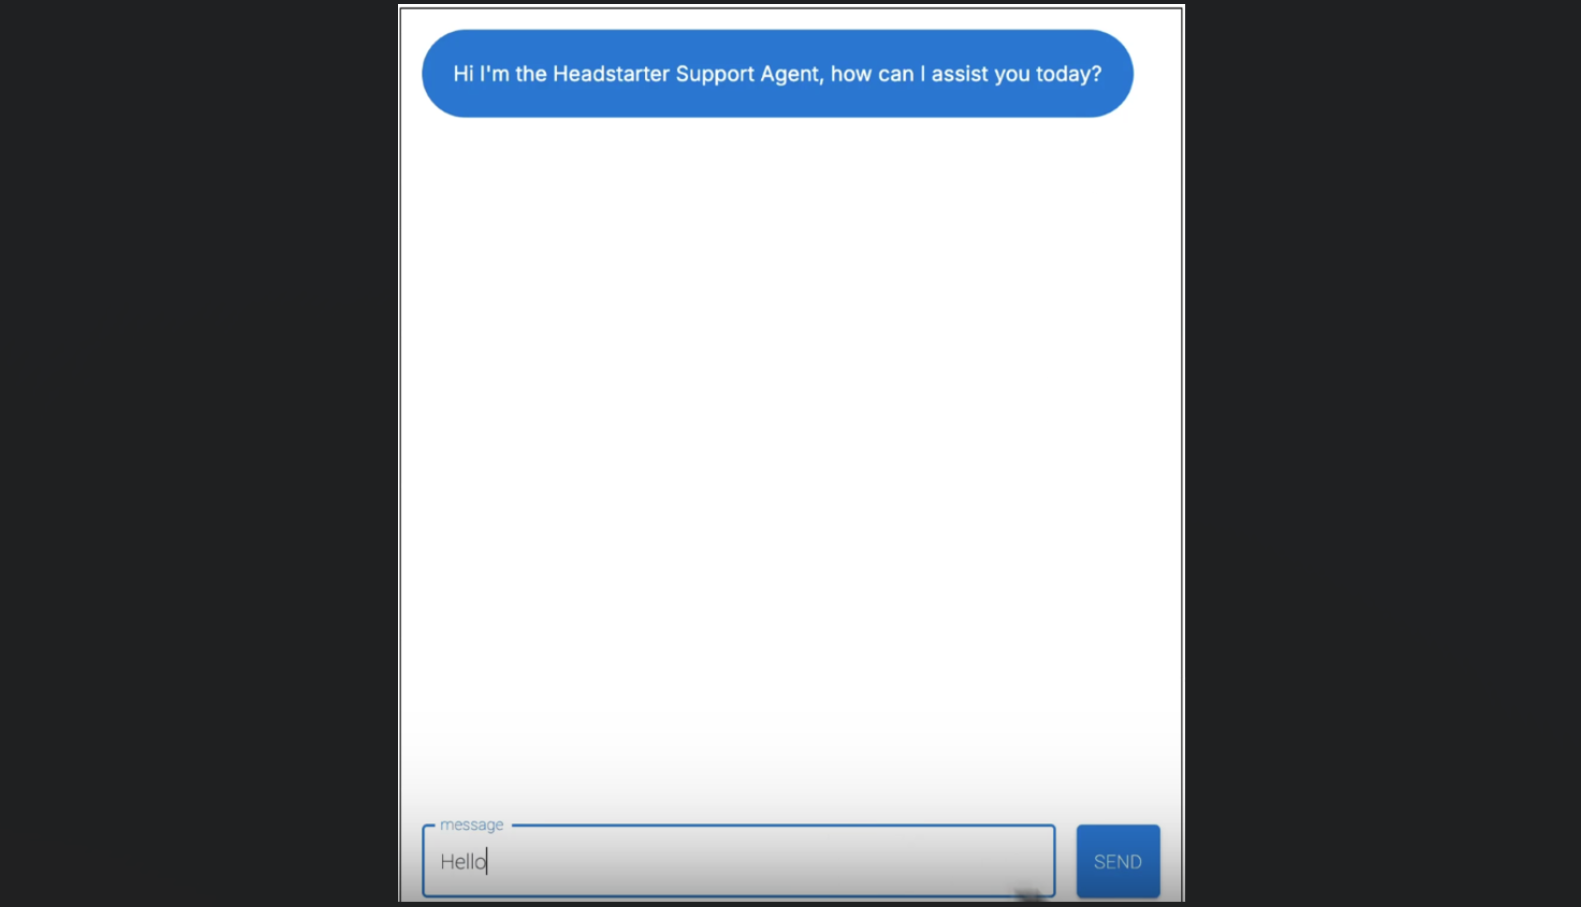 Hi I'm the Headstarter Support Agent, how can I assist you today?
message
Hello
SEND